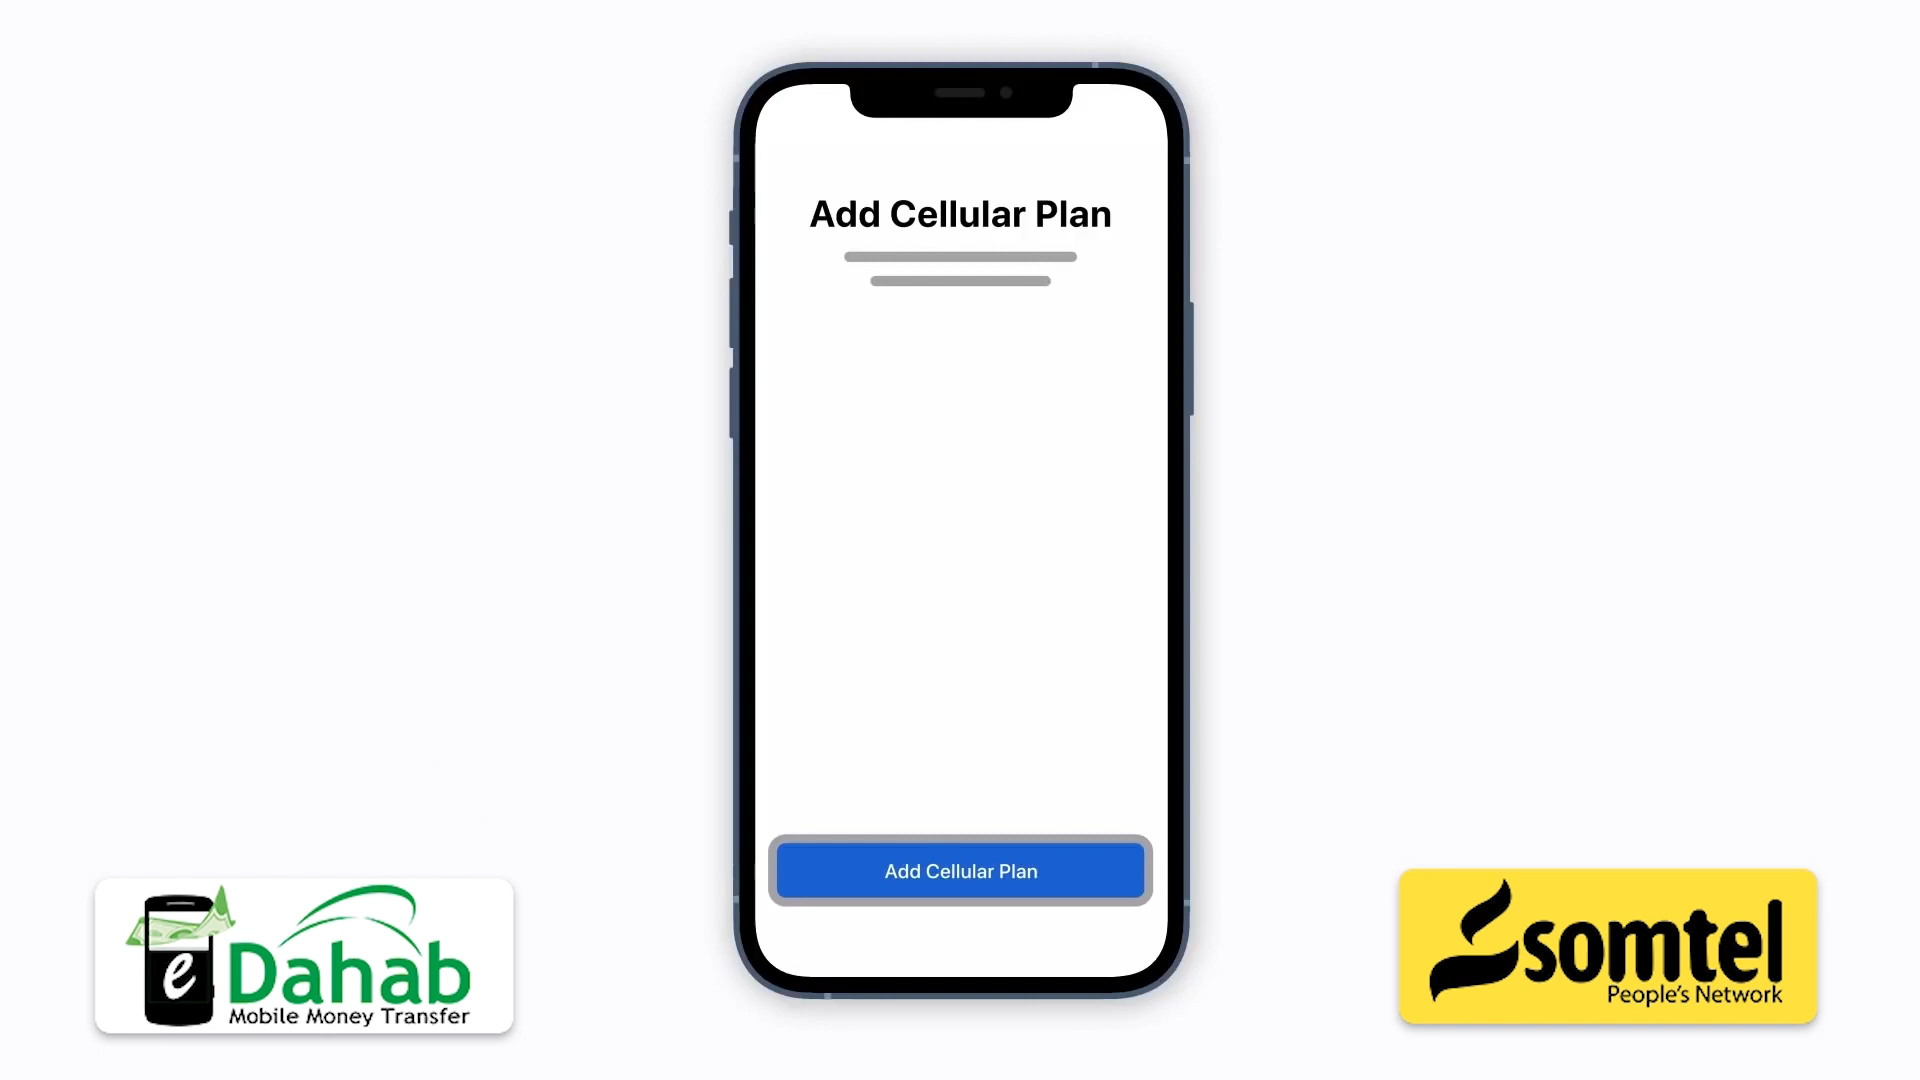 Add Cellular Plan
Add Cellular Plan
e Dahab
Mobile Money Transfer
somtel
People's Network